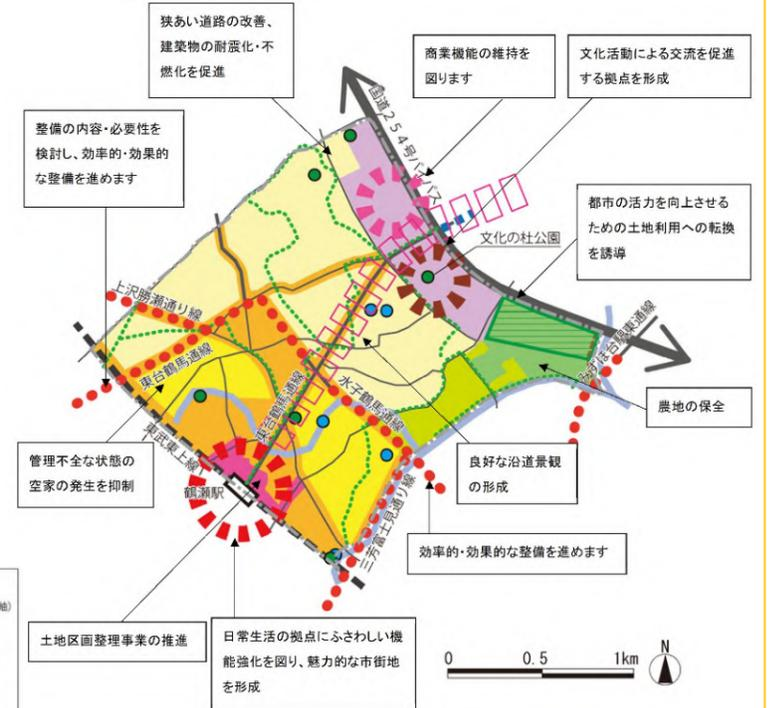 狭あい道路の改善、
建築物の耐震化・不
燃化を促進
商業機能の維持を
図ります
文化活動による交流を促進
する拠点を形成
整備の内容・必要性を
検討し、効率的・効果的
な整備を進めます
国道254号バイパス
都市の活力を向上させる
ための土地利用への転換
を誘導
文化の杜公園
上沢勝瀬通り線
東台鶴馬通線
みずほ台駅東通線
水子鶴馬通線
東台鶴馬通線
農地の保全
東武東上線
管理不全な状態の
空家の発生を抑制
鶴瀬駅
良好な沿道景観
の形成
三芳富士見通り線
効率的・効果的な整備を進めます
軸)
土地区画整理事業の推進
日常生活の拠点にふさわしい機
能強化を図り、魅力的な市街地
を形成
0 0.5 1km
N